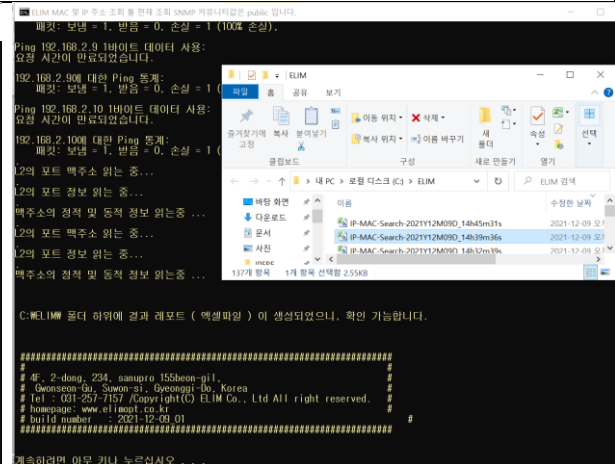 ELIM MAC 및 IP 주소 조회 툴 현재 조회 SNMP 커뮤니티값은 public 입니다.
패킷: 보냄 = 1, 받음 = 0, 손실 = 1 (100% 손실),
Ping 192.168.2.9 1바이트 데이터 사용:
요청 시간이 만료되었습니다.
192.168.2.9에 대한 Ping 통계:
패킷: 보냄 = 1, 받음 = 0, 손실 = 1 (
Ping 192.168.2.10 1바이트 데이터 사용:
요청 시간이 만료되었습니다.
192.168.2.10에 대한 Ping 통계:
패킷: 보냄 = 1, 받음 = 0, 손실 = 1 (
.
L2의 포트 맥주소 읽는 중...
.
L2의 포트 정보 읽는 중...
.
맥주소의 정적 및 동적 정보 읽는중 ...
.
L2의 포트 맥주소 읽는 중...
.
L2의 포트 정보 읽는 중...
.
맥주소의 정적 및 동적 정보 읽는중 ...
ELIM
파일 홈 공유 보기
즐겨찾기에 고정 복사 붙여넣기
이동 위치 삭제
복사 위치 이름 바꾸기
새 폴더
속성
선택
클립보드 구성 새로 만들기 열기
내 PC > 로컬 디스크 (C:) > ELIM
ELIM 검색
바탕 화면
다운로드
문서
사진
이름 수정한 날짜
IP-MAC-Search-2021Y12M09D_14h45m31s 2021-12-09 오
IP-MAC-Search-2021Y12M09D_14h39m36s 2021-12-09 오
IP-MAC-Search-2021Y12M09D_14h32m39s 2021-12-09 오
137개 항목 1개 항목 선택함 2.55KB
C:₩ELIM₩ 폴더 하위에 결과 레포트 ( 엑셀파일 ) 이 생성되었으니, 확인 가능합니다.
########################################################################
# #
# 4F, 2-dong, 234, sanupro 155beon-gil, #
# Gwonseon-Gu, Suwon-si, Gyeonggi-Do, Korea #
# Tel : 031-257-7157 /Copyright(C) ELIM Co., Ltd All right reserved. #
# homepage: www.elimopt.co.kr #
# build number : 2021-12-09_01 #
########################################################################
계속하려면 아무 키나 누르십시오 . . .